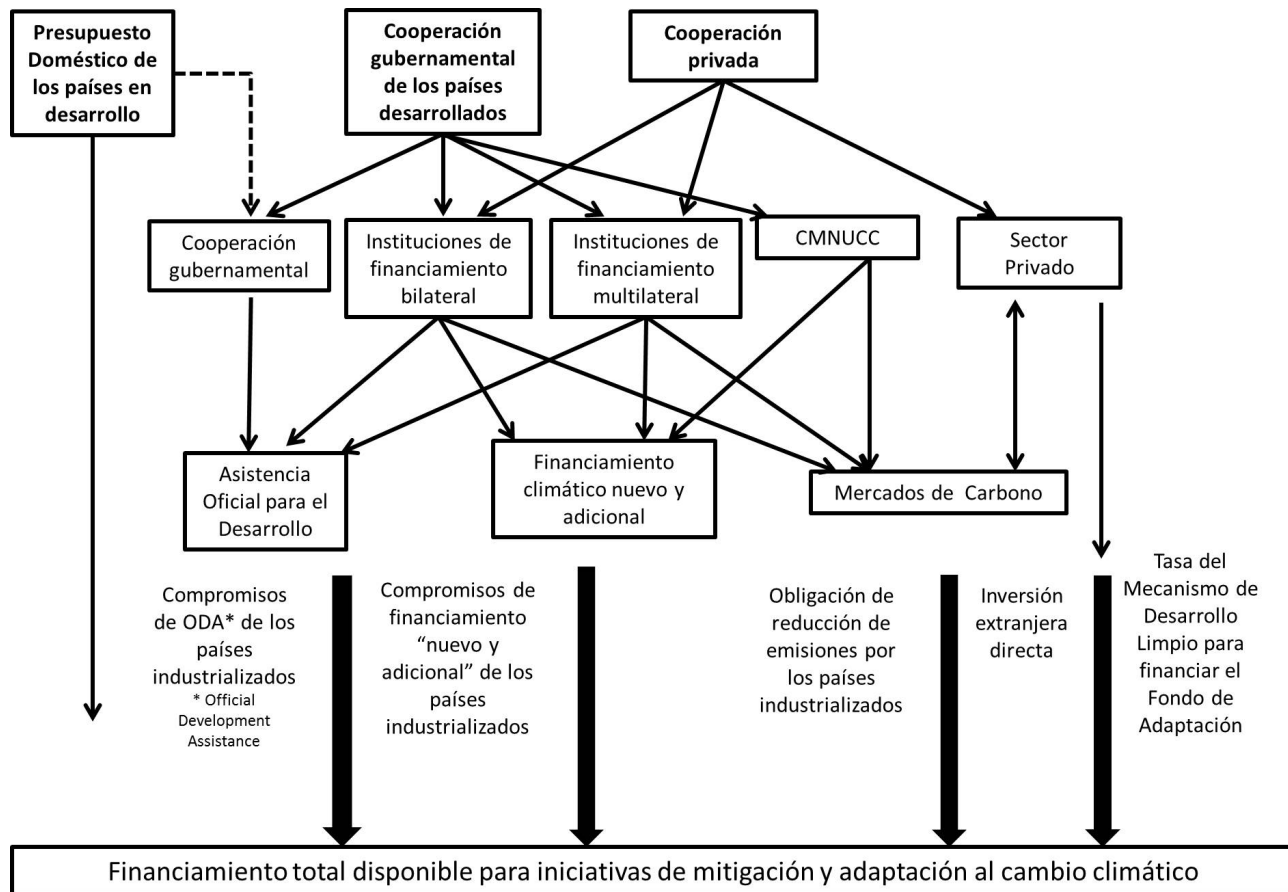 Presupuesto
Doméstico de
los países en
desarrollo
Cooperación
gubernamental
de los países
desarrollados
Cooperación
privada
Cooperación
gubernamental
Instituciones de
financiamiento
bilateral
Instituciones de
financiamiento
multilateral
CMNUCC
Sector
Privado
Asistencia
Oficial para el
Desarrollo
Financiamiento
climático nuevo y
adicional
Mercados de Carbono
Compromisos
de ODA* de los
países
industrializados
* Official
Development
Assistance
Compromisos de
financiamiento
“nuevo y
adicional” de los
países
industrializados
Obligación de
reducción de
emisiones por
los países
industrializados
Inversión
extranjera
directa
Tasa del
Mecanismo de
Desarrollo
Limpio para
financiar el
Fondo de
Adaptación
Financiamiento total disponible para iniciativas de mitigación y adaptación al cambio climático